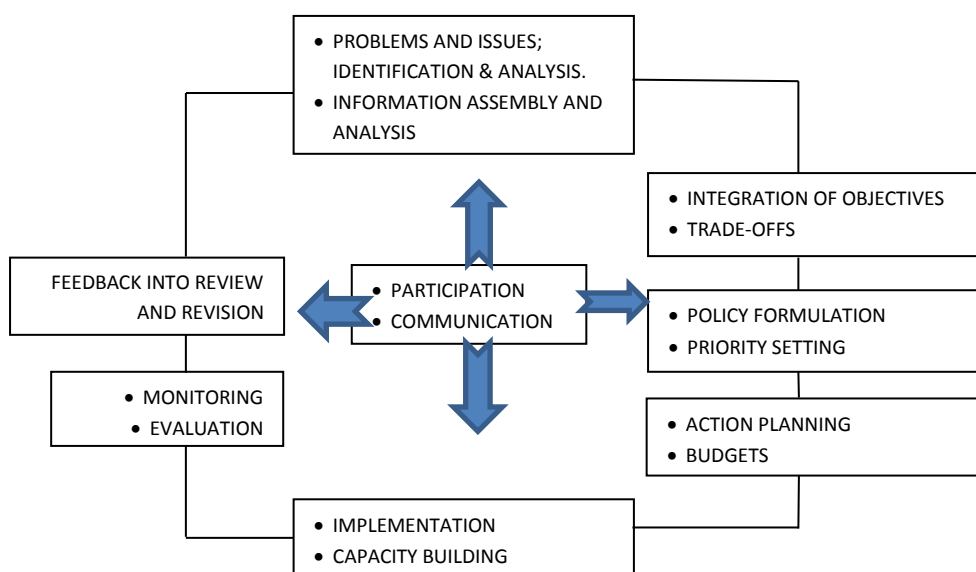 • PROBLEMS AND ISSUES;
IDENTIFICATION & ANALYSIS.
• INFORMATION ASSEMBLY AND
ANALYSIS
• INTEGRATION OF OBJECTIVES
• TRADE-OFFS
FEEDBACK INTO REVIEW
AND REVISION
• PARTICIPATION
• COMMUNICATION
• POLICY FORMULATION
• PRIORITY SETTING
• MONITORING
• EVALUATION
• ACTION PLANNING
• BUDGETS
• IMPLEMENTATION
• CAPACITY BUILDING